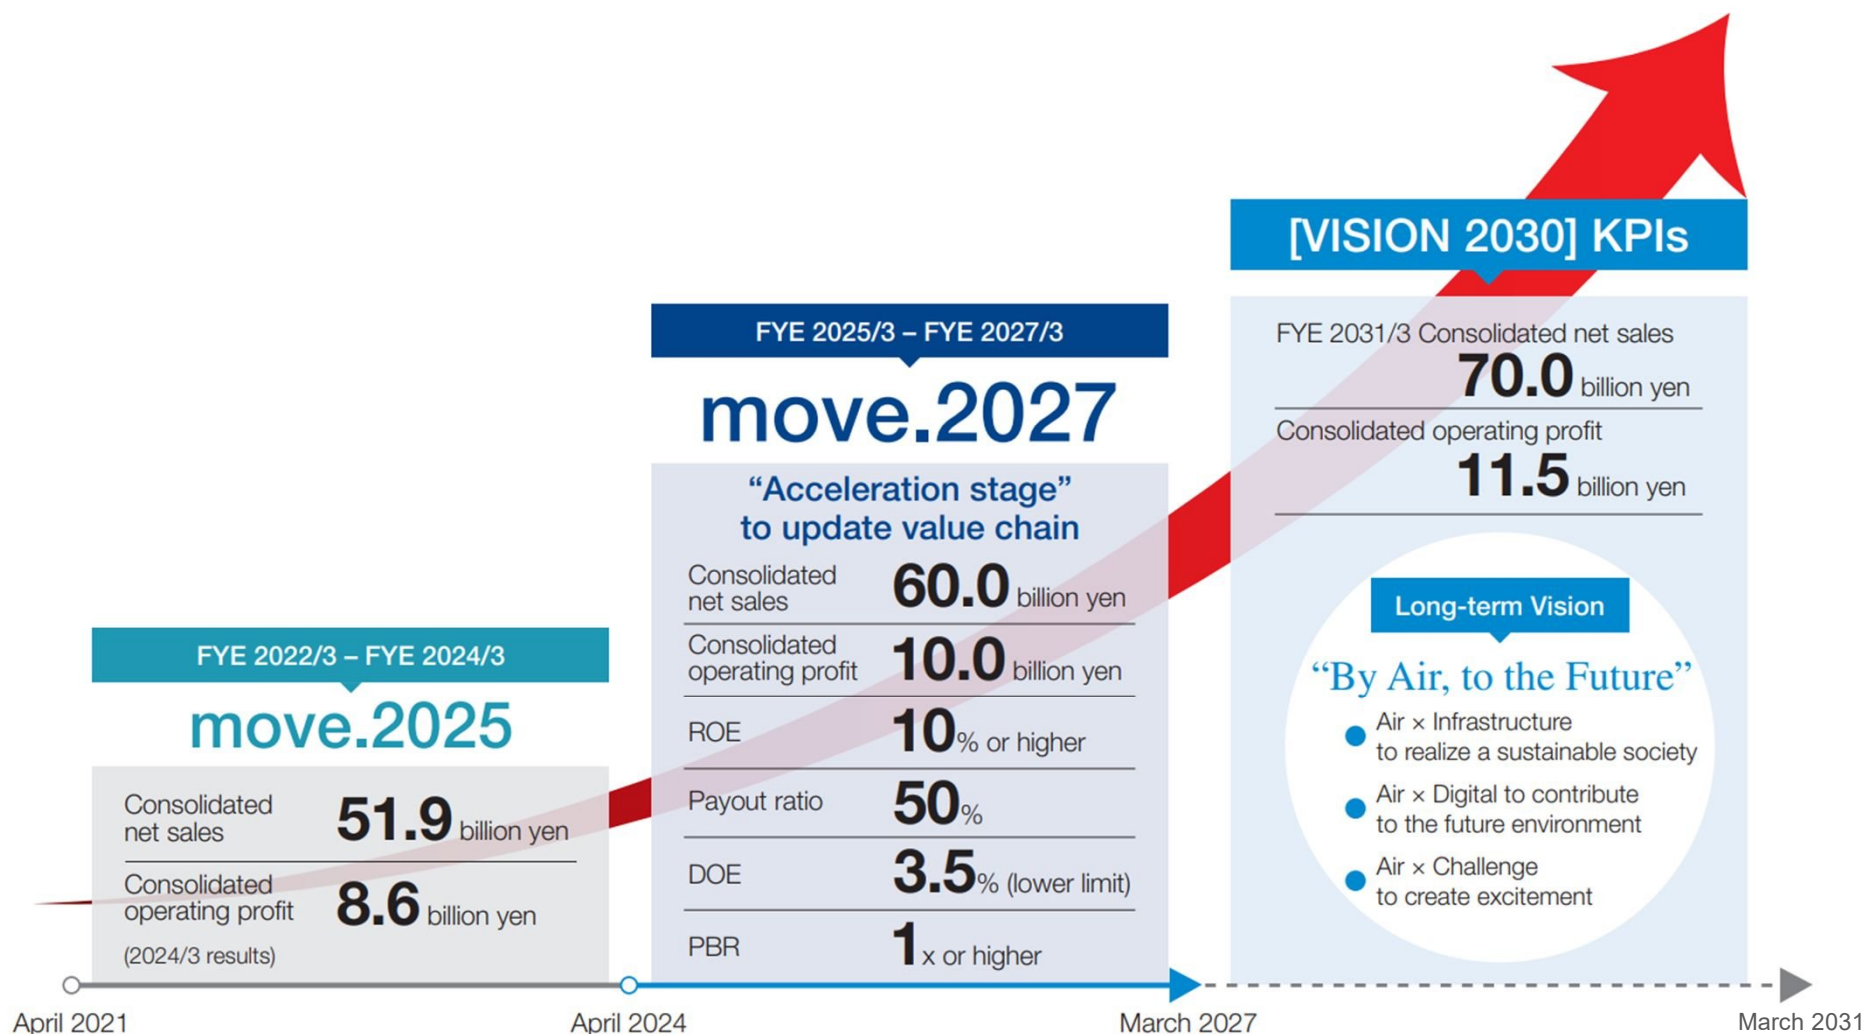 [VISION 2030] KPIs
FYE 2031/3 Consolidated net sales
70.0 billion yen
Consolidated operating profit
11.5 billion yen
Long-term Vision
“By Air, to the Future”
Air × Infrastructure
to realize a sustainable society
Air × Digital to contribute
to the future environment
Air × Challenge
to create excitement
FYE 2025/3 – FYE 2027/3
move.2027
“Acceleration stage”
to update value chain
Consolidated
net sales
60.0 billion yen
Consolidated
operating profit
10.0 billion yen
ROE
10% or higher
Payout ratio
50%
DOE
3.5% (lower limit)
PBR
1x or higher
FYE 2022/3 – FYE 2024/3
move.2025
Consolidated
net sales
51.9 billion yen
Consolidated
operating profit
8.6 billion yen
(2024/3 results)
April 2021
April 2024
March 2027
March 2031